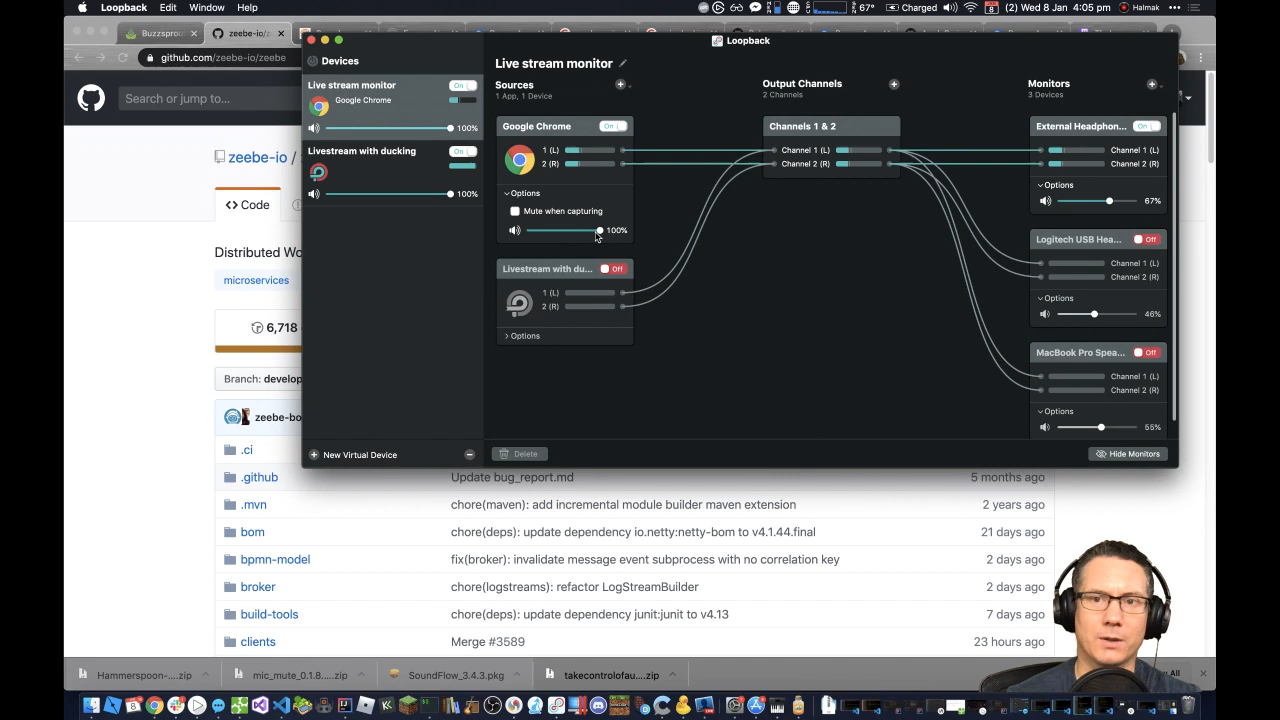 Loopback Edit Window Help
67° Charged (2) Wed 8 Jan 4:05 pm Halmak
Buzzsprou zeebe-io/zeebe
github.com/zeebe-io/zeebe
Search or jump to...
zeebe-io /
Code
Distributed Wo
microservices
6,718
Branch: develop
zeebe-bo
Loopback
Devices
Live stream monitor On
Google Chrome
100%
Livestream with ducking On
100%
New Virtual Device
Live stream monitor
Sources
1 App, 1 Device
Google Chrome On
1 (L)
2 (R)
Options
Mute when capturing
100%
Livestream with du... Off
1 (L)
2 (R)
Options
Delete
Output Channels
2 Channels
Channels 1 & 2
Channel 1 (L)
Channel 2 (R)
Monitors
3 Devices
External Headphon... On
Channel 1 (L)
Channel 2 (R)
Options
67%
Logitech USB Hea... Off
Channel 1 (L)
Channel 2 (R)
Options
46%
MacBook Pro Spea... Off
Channel 1 (L)
Channel 2 (R)
Options
55%
Hide Monitors
.ci
.github Update bug_report.md 5 months ago
.mvn chore(maven): add incremental module builder maven extension 2 years ago
bom chore(deps): update dependency io.netty:netty-bom to v4.1.44.final 21 days ago
bpmn-model fix(broker): invalidate message event subprocess with no correlation key 2 days ago
broker chore(logstreams): refactor LogStreamBuilder 2 days ago
build-tools chore(deps): update dependency junit:junit to v4.13 7 days ago
clients Merge #3589 23 hours ago
Hammerspoon-....zip mic_mute_0.1.8.....zip SoundFlow_3.4.3.pkg takecontrolofau....zip All